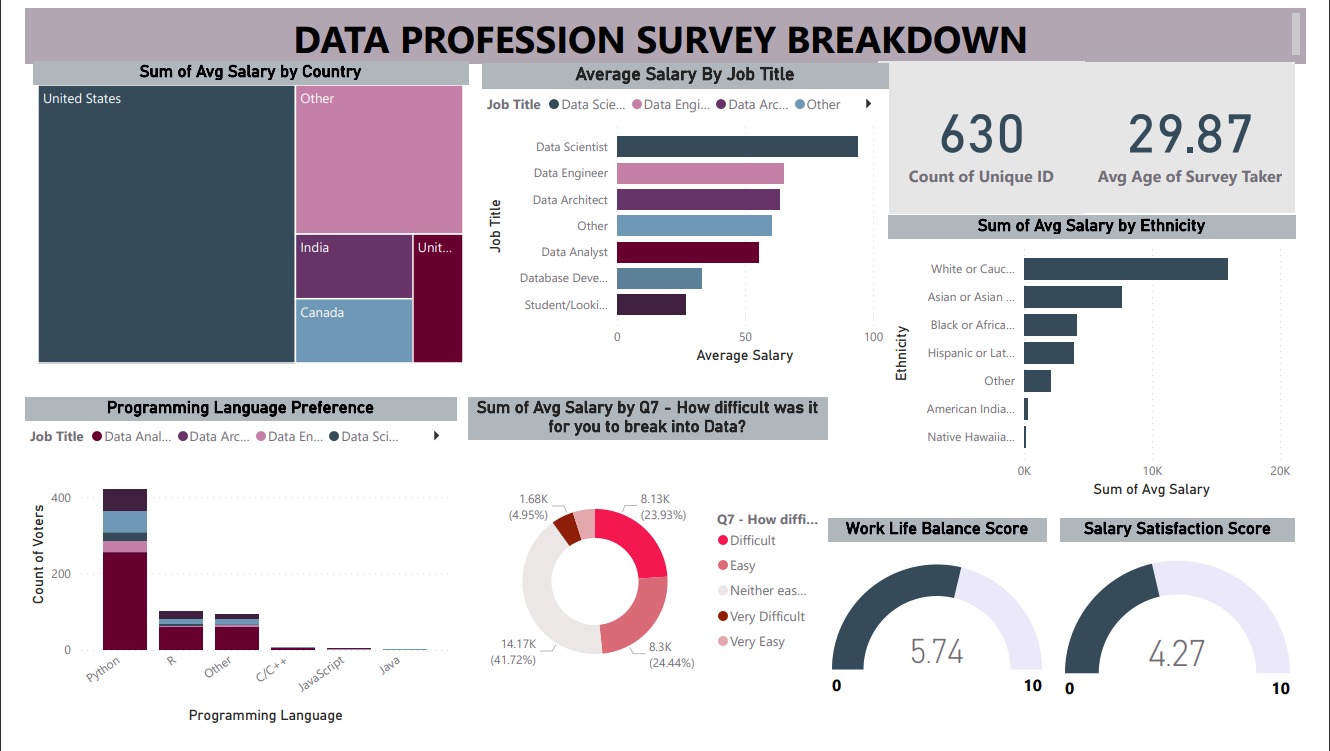 DATA PROFESSION SURVEY BREAKDOWN
Sum of Avg Salary by Country
United States
Other
India
Unit...
Canada
Average Salary By Job Title
Job Title Data Scie... Data Engi... Data Arc... Other
Job Title
Data Scientist
Data Engineer
Data Architect
Other
Data Analyst
Database Deve...
Student/Looki...
0 50 100
Average Salary
630
Count of Unique ID
29.87
Avg Age of Survey Taker
Sum of Avg Salary by Ethnicity
Ethnicity
White or Cauc...
Asian or Asian ...
Black or Africa...
Hispanic or Lat...
Other
American India...
Native Hawaiia...
0K 10K 20K
Sum of Avg Salary
Programming Language Preference
Job Title Data Anal... Data Arc... Data En... Data Sci...
Count of Voters
400
200
0
Python R Other C/C++ JavaScript Java
Programming Language
Sum of Avg Salary by Q7 - How difficult was it
for you to break into Data?
1.68K
(4.95%)
8.13K
(23.93%)
14.17K
(41.72%)
8.3K
(24.44%)
Q7 - How diffi...
Difficult
Easy
Neither eas...
Very Difficult
Very Easy
Work Life Balance Score
5.74
0 10
Salary Satisfaction Score
4.27
0 10